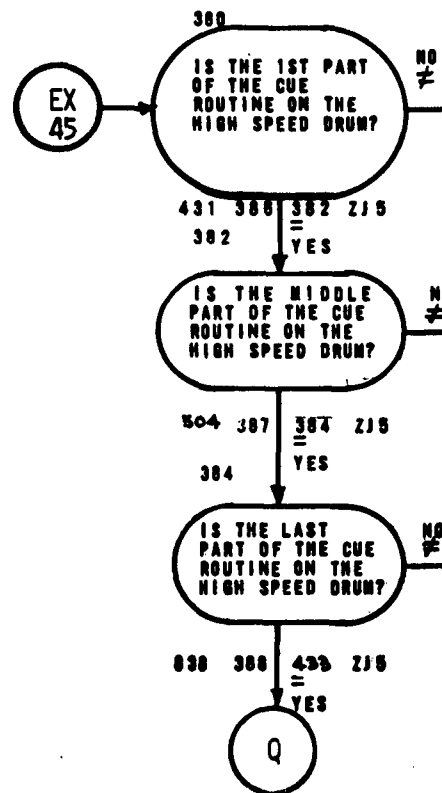 380
EX
45
IS THE 1ST PART
OF THE CUE
ROUTINE ON THE
HIGH SPEED DRUM?
NO
≠
431 386 382 ZJ5
=
382
YES
IS THE MIDDLE
PART OF THE CUE
ROUTINE ON THE
HIGH SPEED DRUM?
N
≠
504 387 384 ZJ5
=
YES
384
IS THE LAST
PART OF THE CUE
ROUTINE ON THE
HIGH SPEED DRUM?
NO
≠
838 388 433 ZJ5
=
YES
Q